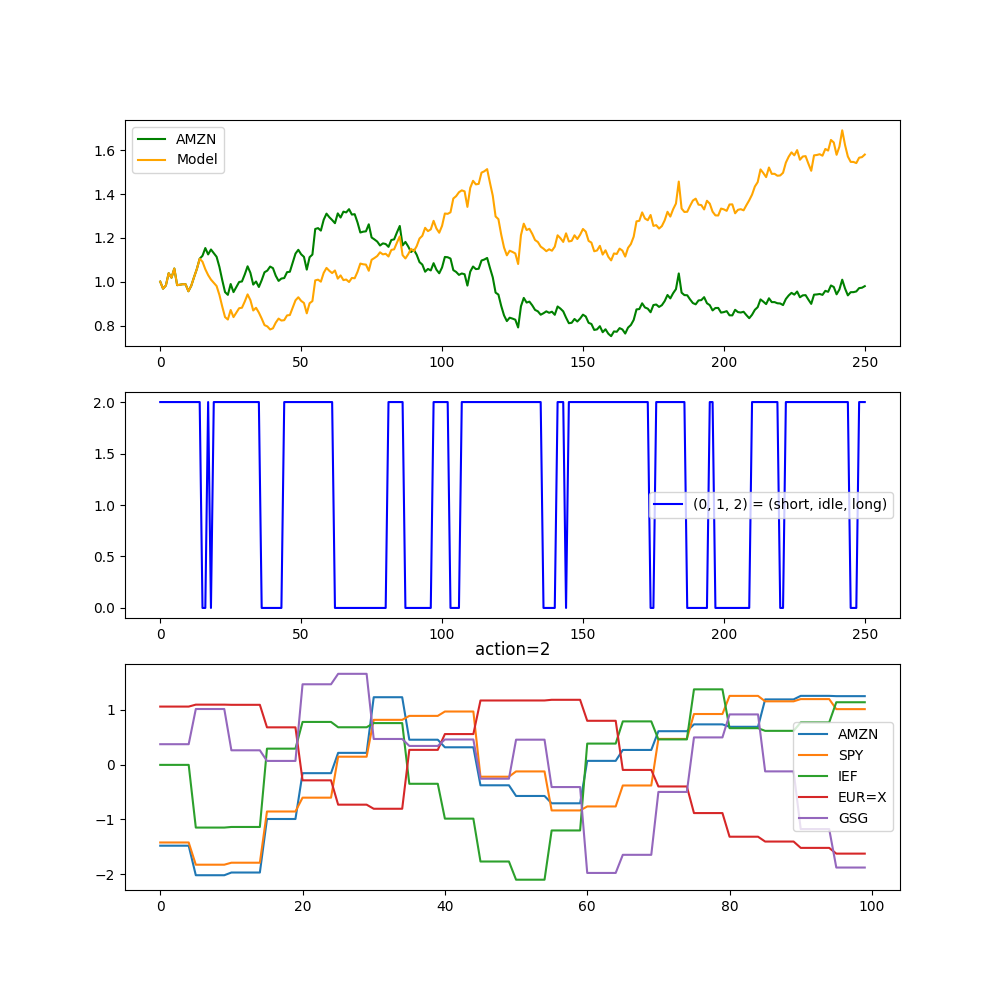 AMZN
Model
1.6
1.4
1.2
1.0
0.8
0 50 100 150 200 250
2.0
1.5
1.0
0.5
0.0
(0, 1, 2) = (short, idle, long)
0 50 100 150 200 250
action=2
1
0
−1
−2
AMZN
SPY
IEF
EUR=X
GSG
0 20 40 60 80 100